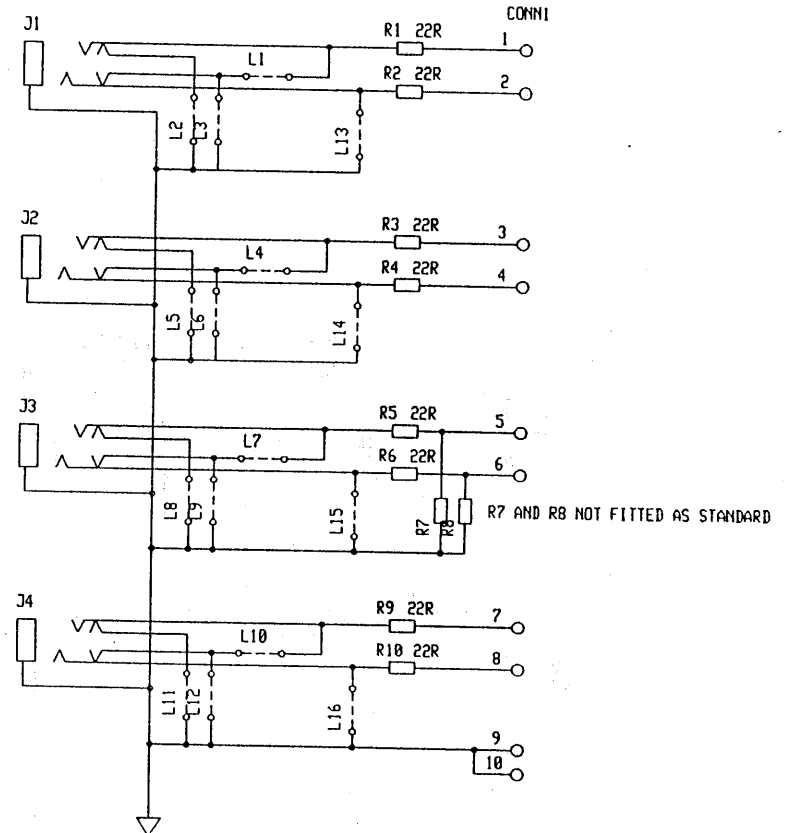 CONN1
J1
R1 22R
1
L1
R2 22R
2
L2
L3
L13
J2
R3 22R
3
L4
R4 22R
4
L5
L6
L14
J3
R5 22R
5
L7
R6 22R
6
L8
L9
L15
R7
R8
R7 AND R8 NOT FITTED AS STANDARD
J4
R9 22R
7
L10
R10 22R
8
L11
L12
L16
9
10